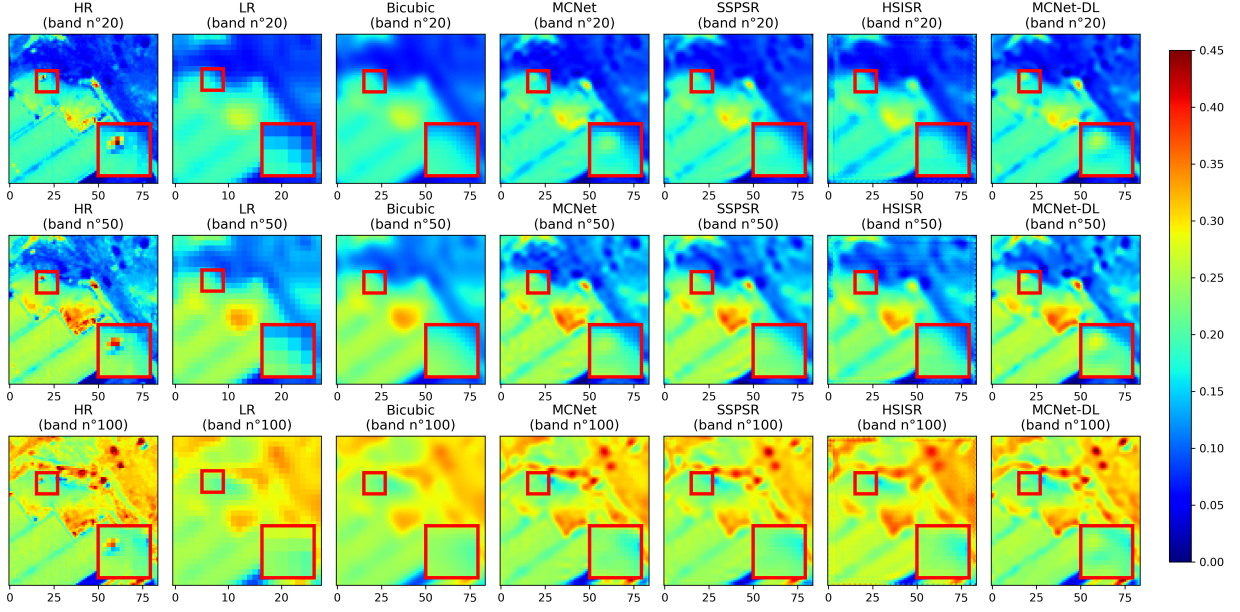 HR LR Bicubic MCNet SSPSR HSISR MCNet-DL
(band n°20) (band n°20) (band n°20) (band n°20) (band n°20) (band n°20) (band n°20)
0 25 50 75 0 10 20 0 25 50 75 0 25 50 75 0 25 50 75 0 25 50 75 0 25 50 75
HR LR Bicubic MCNet SSPSR HSISR MCNet-DL
(band n°50) (band n°50) (band n°50) (band n°50) (band n°50) (band n°50) (band n°50)
0 25 50 75 0 10 20 0 25 50 75 0 25 50 75 0 25 50 75 0 25 50 75 0 25 50 75
HR LR Bicubic MCNet SSPSR HSISR MCNet-DL
(band n°100) (band n°100) (band n°100) (band n°100) (band n°100) (band n°100) (band n°100)
0 25 50 75 0 10 20 0 25 50 75 0 25 50 75 0 25 50 75 0 25 50 75 0 25 50 75
0.45
0.40
0.35
0.30
0.25
0.20
0.15
0.10
0.05
0.00